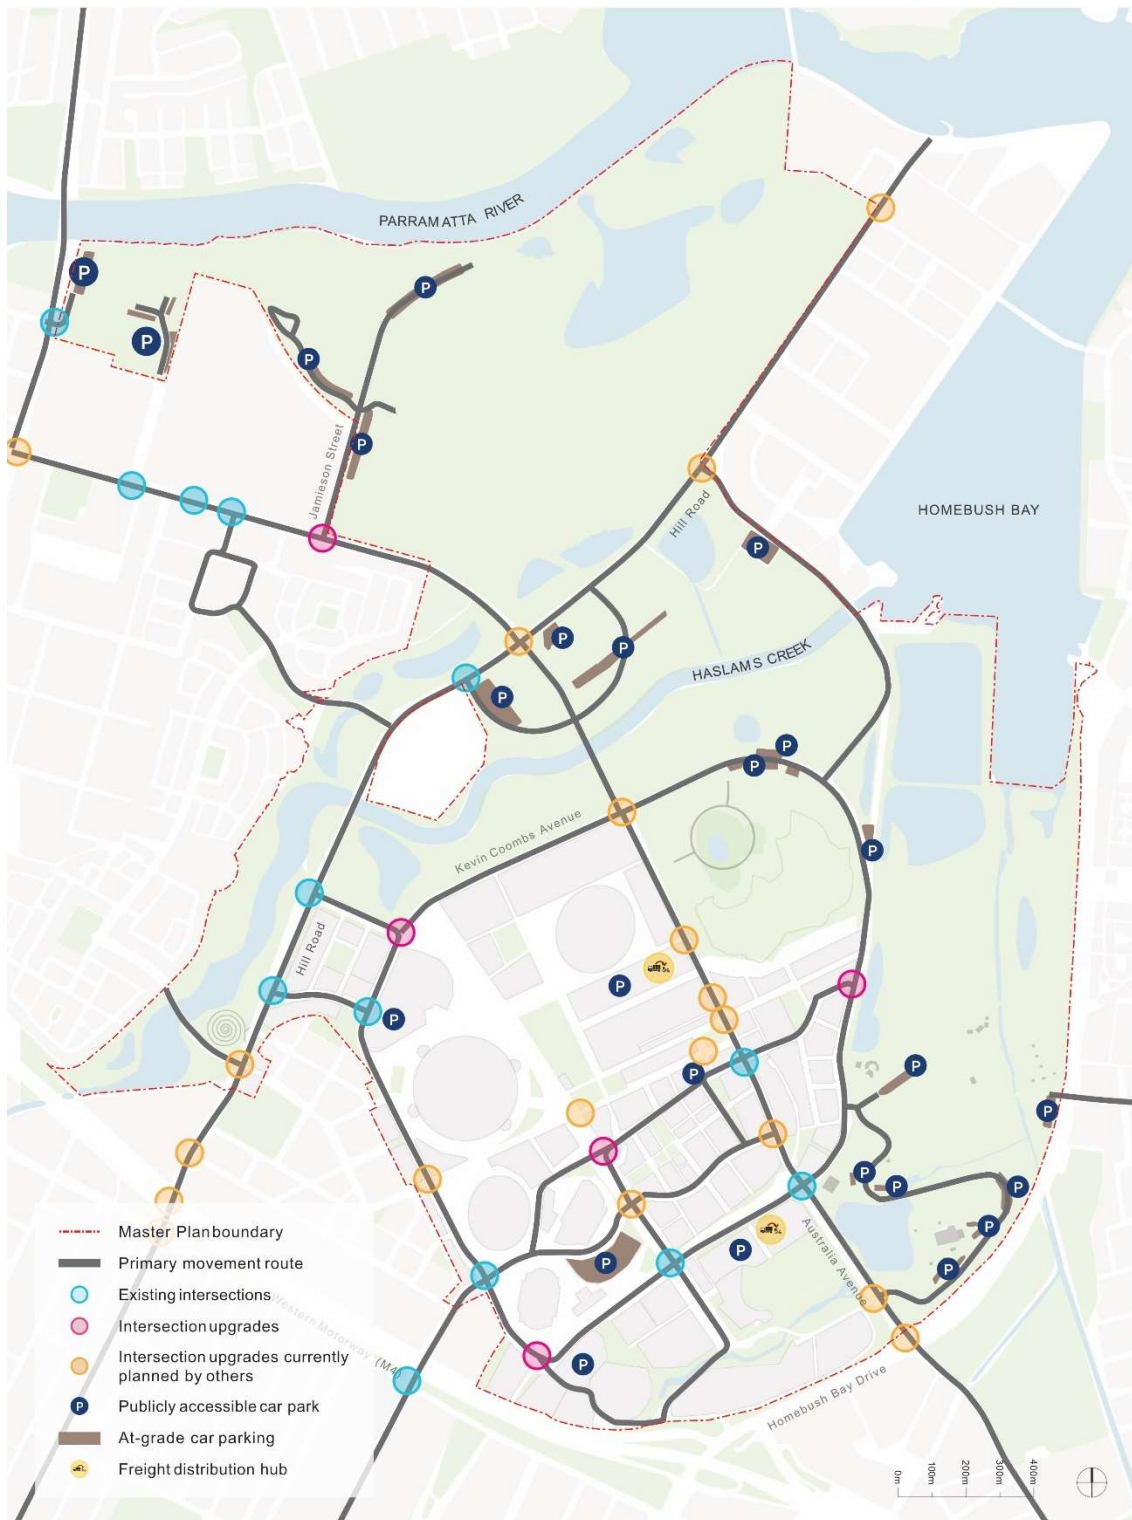 PARRAMATTA RIVER
P
P
P
P
P
Jamieson Street
Hill Road
HOMEBUSH BAY
P
P
P
P
HASLAMS CREEK
P
P
Kevin Coombs Avenue
P
Hill Road
P
P
P
P
P
P
P
P
P
P
P
Australia Avenue
P
P
P
Homebush Bay Drive
Western Motorway (M4)
Master Plan boundary
Primary movement route
Existing intersections
Intersection upgrades
Intersection upgrades currently
planned by others
P Publicly accessible car park
At-grade car parking
Freight distribution hub
0m
100m
200m
300m
400m